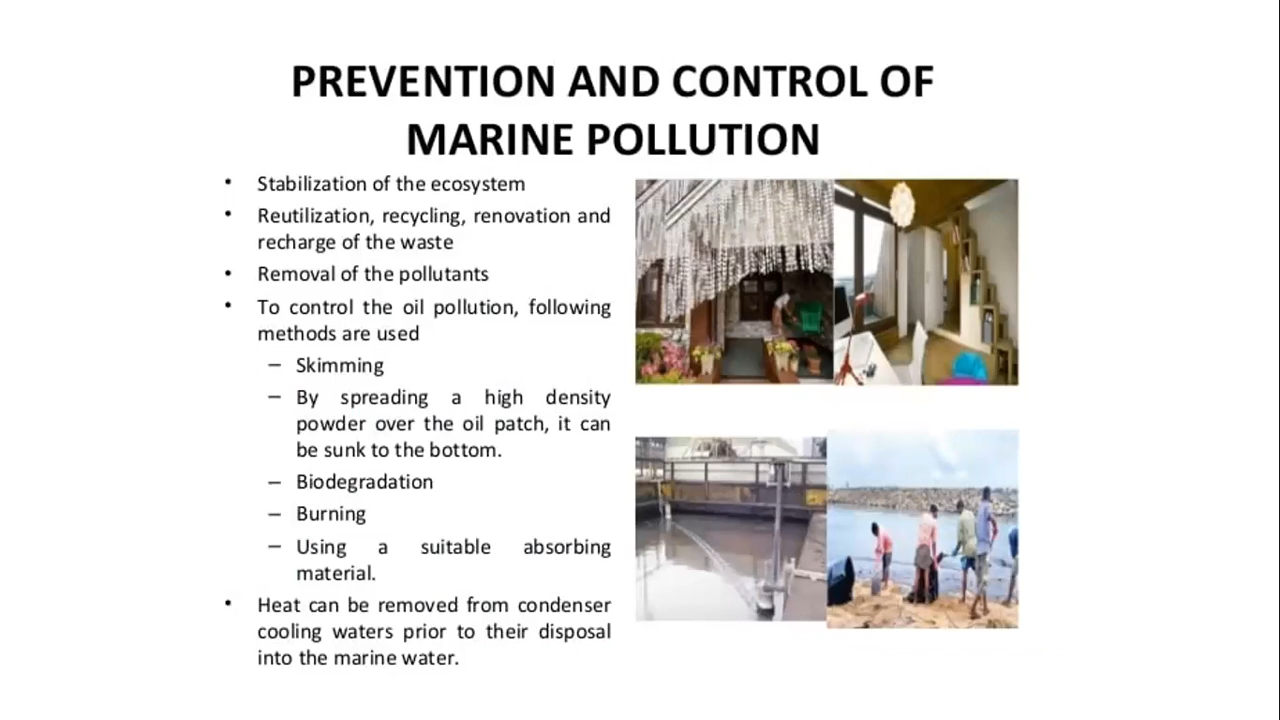 PREVENTION AND CONTROL OF
MARINE POLLUTION
• Stabilization of the ecosystem
• Reutilization, recycling, renovation and
recharge of the waste
• Removal of the pollutants
• To control the oil pollution, following
methods are used
– Skimming
– By spreading a high density
powder over the oil patch, it can
be sunk to the bottom.
– Biodegradation
– Burning
– Using a suitable absorbing
material.
• Heat can be removed from condenser
cooling waters prior to their disposal
into the marine water.